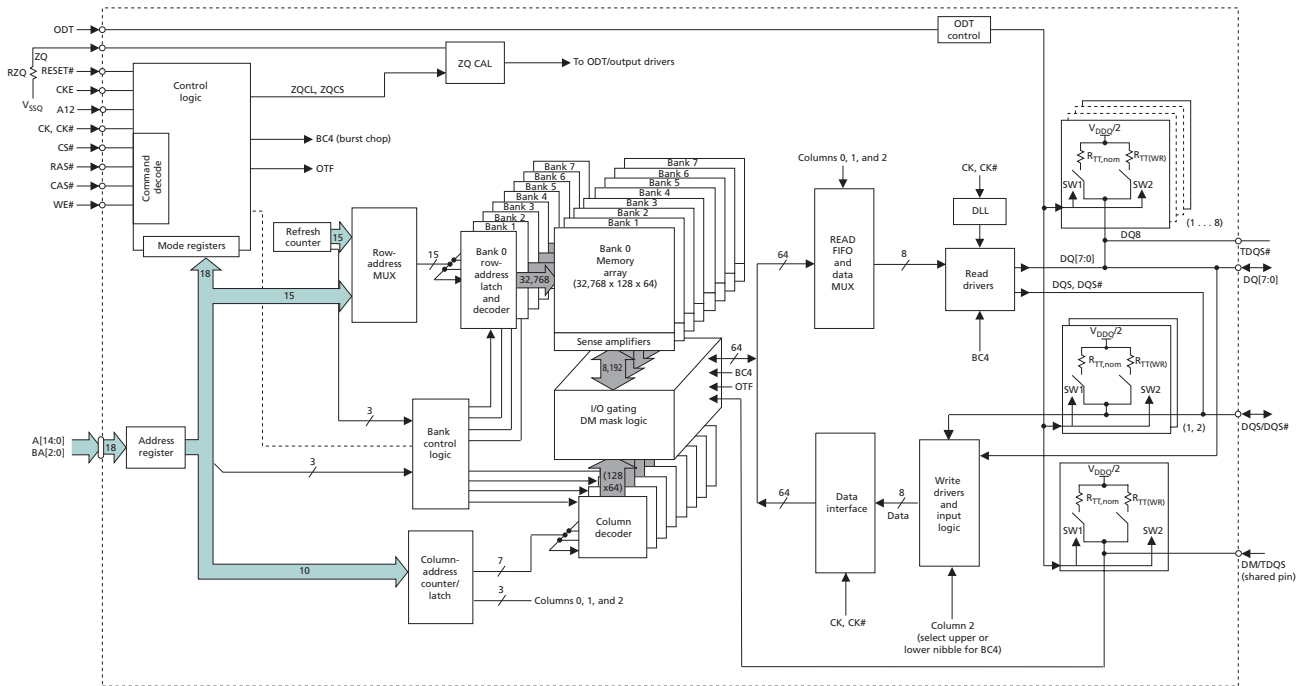 ODT
ODT
control
ZQ
RZQ
V_SSQ
RESET#
CKE
A12
CK, CK#
CS#
RAS#
CAS#
WE#
Control
logic
Command
decode
Mode registers
ZQ CAL
To ODT/output drivers
ZQCL, ZQCS
BC4 (burst chop)
OTF
Refresh
counter
15
Row-
address
MUX
15
18
15
Bank 7
Bank 6
Bank 5
Bank 4
Bank 3
Bank 2
Bank 1
Bank 0
row-
address
latch
and
decoder
32,768
Bank 7
Bank 6
Bank 5
Bank 4
Bank 3
Bank 2
Bank 1
Bank 0
Memory
array
(32,768 x 128 x 64)
Sense amplifiers
8,192
I/O gating
DM mask logic
64
BC4
OTF
(128
x64)
Column
decoder
A[14:0]
BA[2:0]
18
Address
register
3
3
Bank
control
logic
10
Column-
address
counter/
latch
7
3
Columns 0, 1, and 2
Columns 0, 1, and 2
64
READ
FIFO
and
data
MUX
8
CK, CK#
DLL
Read
drivers
BC4
DQ[7:0]
DQS, DQS#
64
Data
interface
CK, CK#
8
Data
Write
drivers
and
input
logic
Column 2
(select upper or
lower nibble for BC4)
V_DDQ/2
R_TT,nom
R_TT(WR)
SW1
SW2
(1 . . . 8)
DQ8
TDQS#
DQ[7:0]
V_DDQ/2
R_TT,nom
R_TT(WR)
SW1
SW2
(1, 2)
DQS/DQS#
V_DDQ/2
R_TT,nom
R_TT(WR)
SW1
SW2
DM/TDQS
(shared pin)